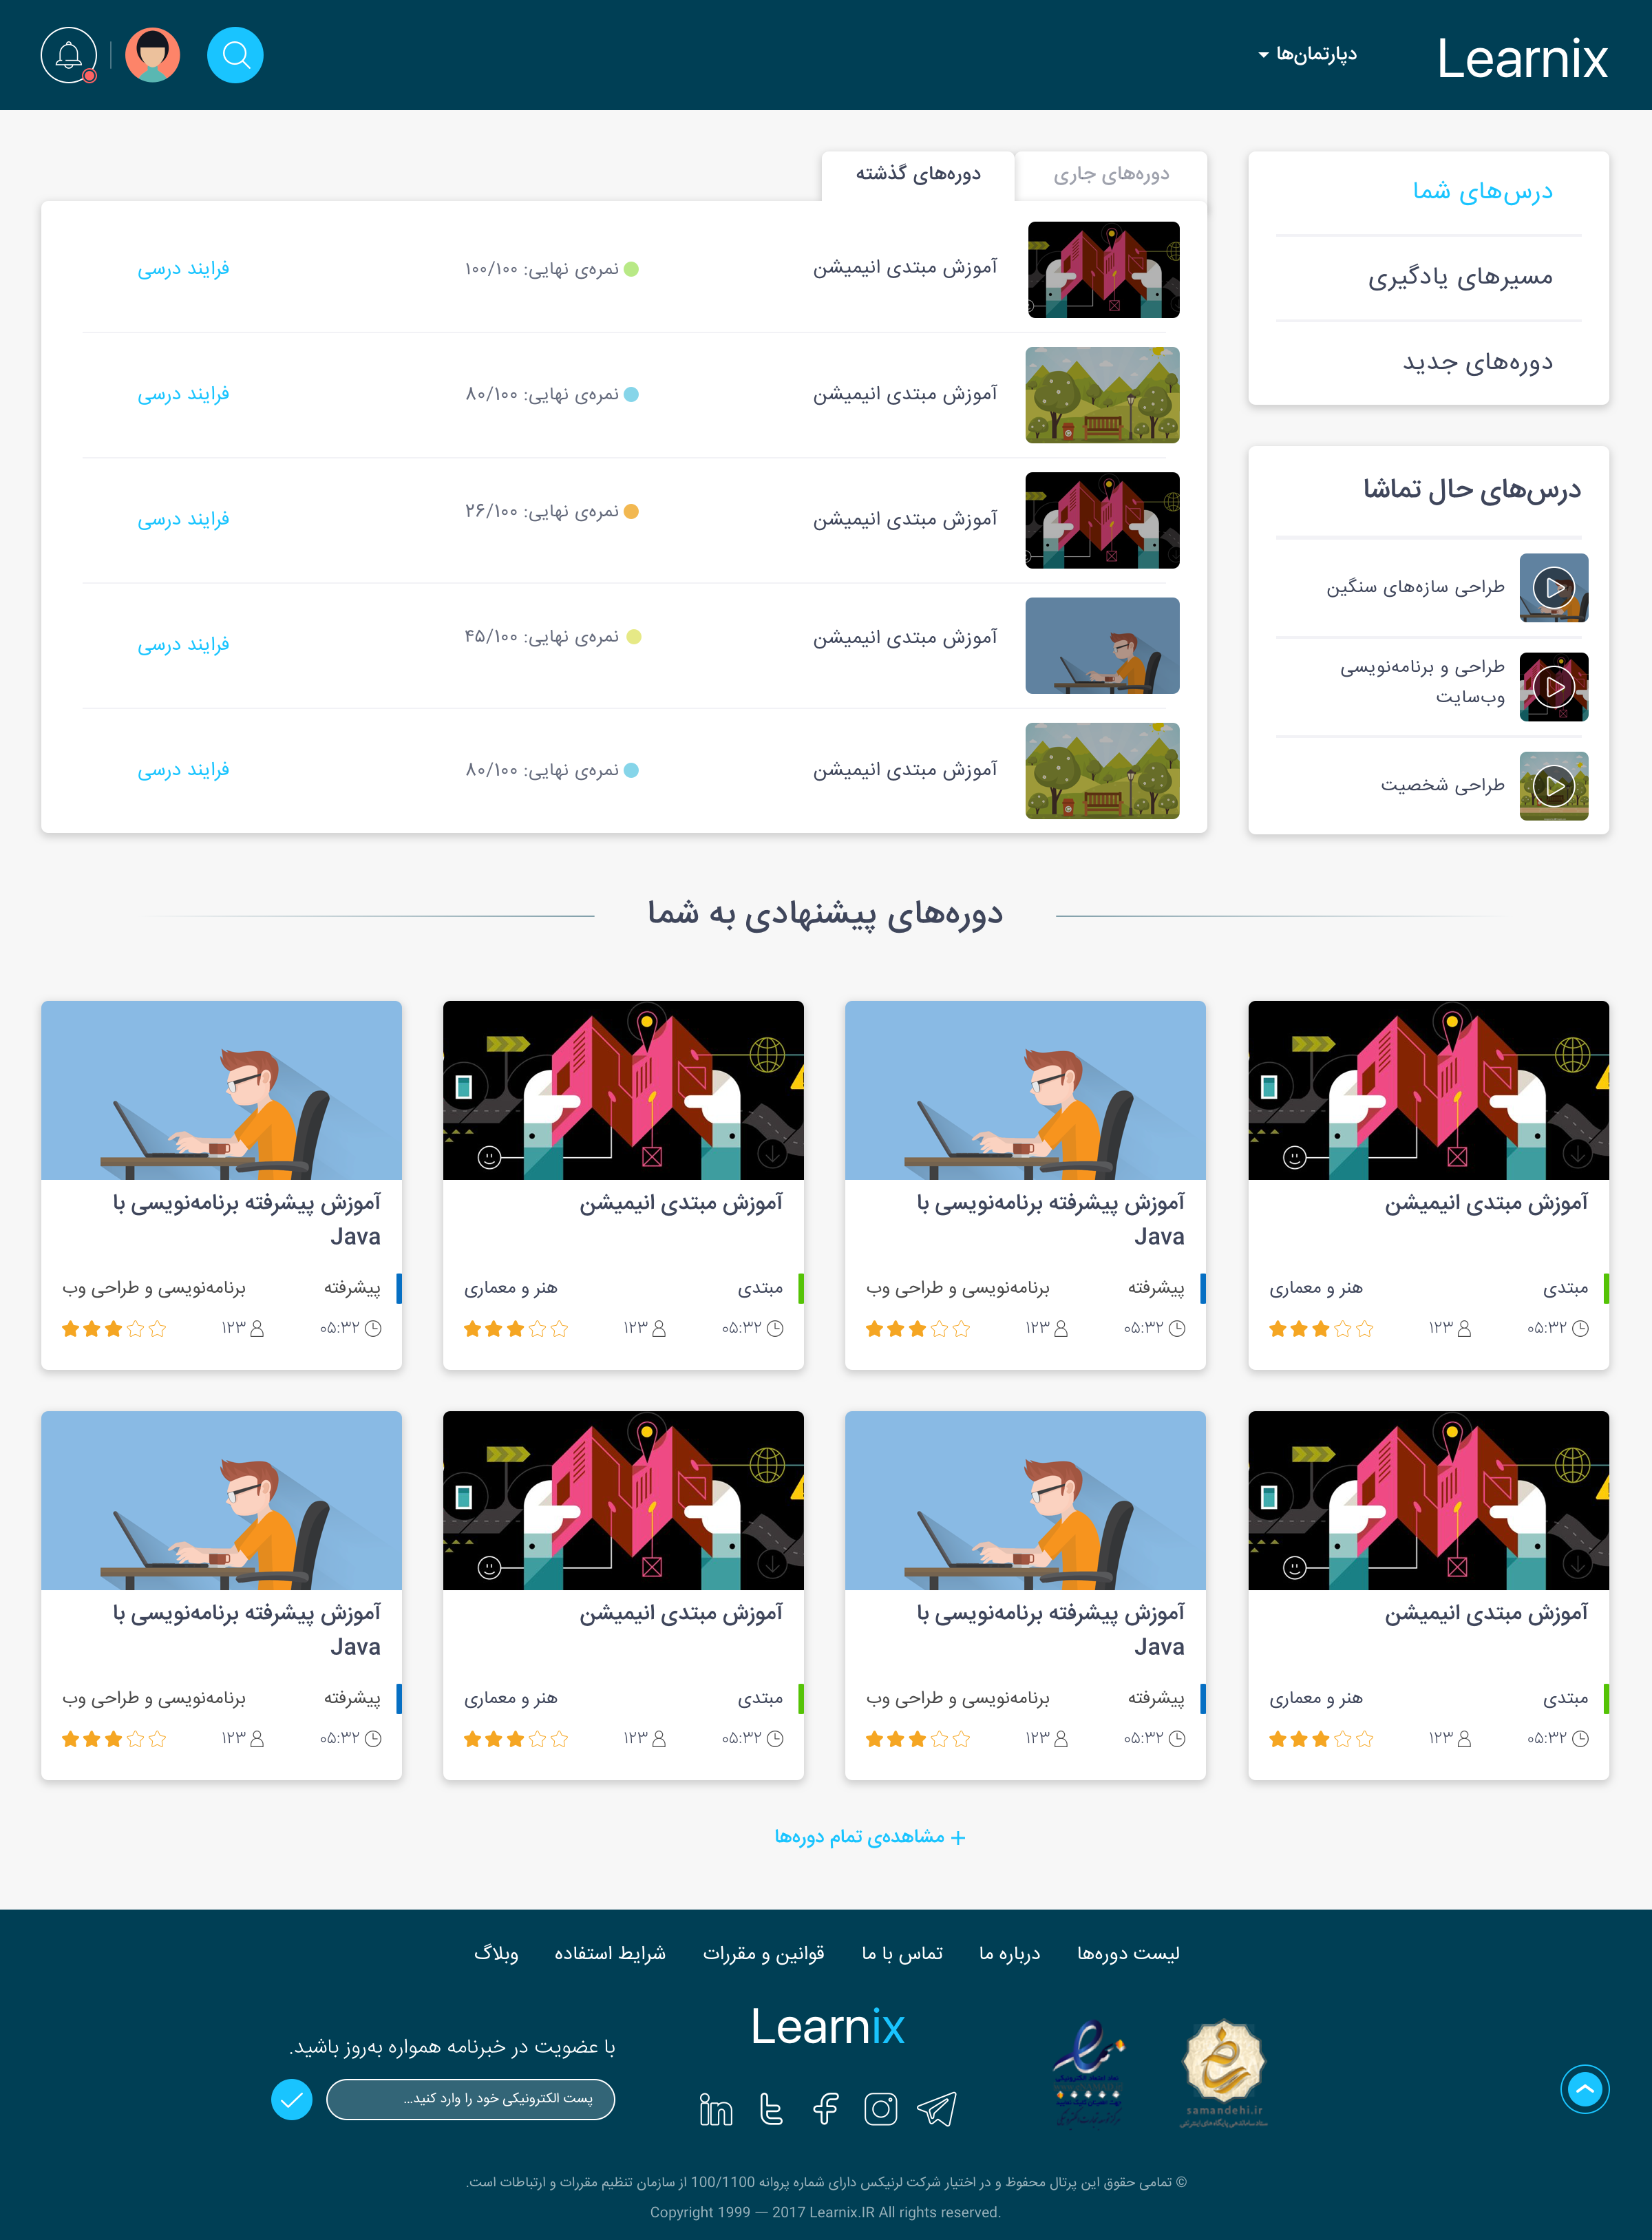 Learnix
دپارتمان‌ها
درس‌های شما
مسیرهای یادگیری
دوره‌های جدید
درس‌های حال تماشا
طراحی سازه‌های سنگین
طراحی و برنامه‌نویسی
وب‌سایت
طراحی شخصیت
دوره‌های جاری
دوره‌های گذشته
آموزش مبتدی انیمیشن
نمره‌ی نهایی: ۱۰۰/۱۰۰
فرایند درسی
آموزش مبتدی انیمیشن
نمره‌ی نهایی: ۸۰/۱۰۰
فرایند درسی
آموزش مبتدی انیمیشن
نمره‌ی نهایی: ۲۶/۱۰۰
فرایند درسی
آموزش مبتدی انیمیشن
نمره‌ی نهایی: ۴۵/۱۰۰
فرایند درسی
آموزش مبتدی انیمیشن
نمره‌ی نهایی: ۸۰/۱۰۰
فرایند درسی
دوره‌های پیشنهادی به شما
آموزش مبتدی انیمیشن
مبتدی
هنر و معماری
۰۵:۳۲
۱۲۳
آموزش پیشرفته برنامه‌نویسی با
Java
پیشرفته
برنامه‌نویسی و طراحی وب
۰۵:۳۲
۱۲۳
آموزش مبتدی انیمیشن
مبتدی
هنر و معماری
۰۵:۳۲
۱۲۳
آموزش پیشرفته برنامه‌نویسی با
Java
پیشرفته
برنامه‌نویسی و طراحی وب
۰۵:۳۲
۱۲۳
آموزش مبتدی انیمیشن
مبتدی
هنر و معماری
۰۵:۳۲
۱۲۳
آموزش پیشرفته برنامه‌نویسی با
Java
پیشرفته
برنامه‌نویسی و طراحی وب
۰۵:۳۲
۱۲۳
آموزش مبتدی انیمیشن
مبتدی
هنر و معماری
۰۵:۳۲
۱۲۳
آموزش پیشرفته برنامه‌نویسی با
Java
پیشرفته
برنامه‌نویسی و طراحی وب
۰۵:۳۲
۱۲۳
+ مشاهده‌ی تمام دوره‌ها
لیست دوره‌ها
درباره ما
تماس با ما
قوانین و مقررات
شرایط استفاده
وبلاگ
samandehi.ir
نماد اعتماد الکترونیکی
Learnix
با عضویت در خبرنامه همواره به‌روز باشید.
پست الکترونیکی خود را وارد کنید...
© تمامی حقوق این پرتال محفوظ و در اختیار شرکت لرنیکس دارای شماره پروانه 100/1100 از سازمان تنظیم مقررات و ارتباطات است.
Copyright 1999 — 2017 Learnix.IR All rights reserved.